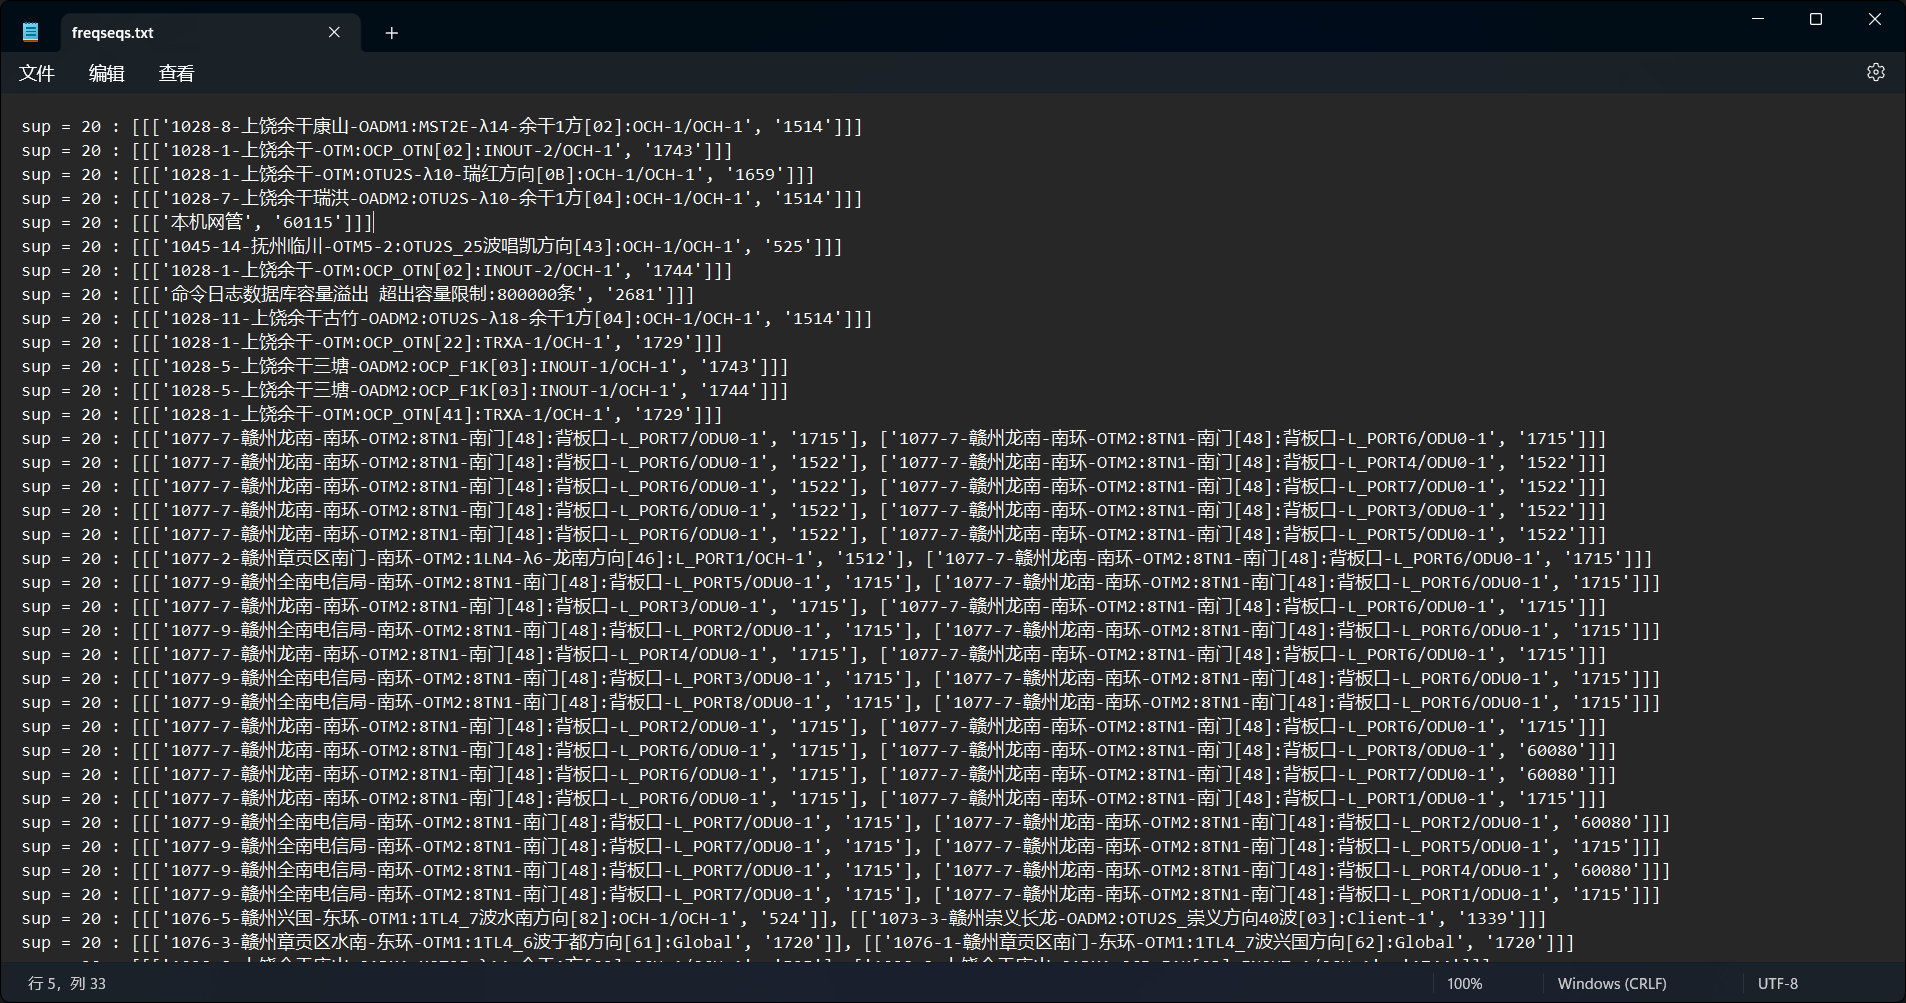 freqseqs.txt
文件 编辑 查看
sup = 20 : [[['1028-8-上饶余干康山-OADM1:MST2E-λ14-余干1方[02]:OCH-1/OCH-1', '1514']]]
sup = 20 : [[['1028-1-上饶余干-OTM:OCP_OTN[02]:INOUT-2/OCH-1', '1743']]]
sup = 20 : [[['1028-1-上饶余干-OTM:OTU2S-λ10-瑞红方向[0B]:OCH-1/OCH-1', '1659']]]
sup = 20 : [[['1028-7-上饶余干瑞洪-OADM2:OTU2S-λ10-余干1方[04]:OCH-1/OCH-1', '1514']]]
sup = 20 : [[['本机网管', '60115']]]
sup = 20 : [[['1045-14-抚州临川-OTM5-2:OTU2S_25波唱凯方向[43]:OCH-1/OCH-1', '525']]]
sup = 20 : [[['1028-1-上饶余干-OTM:OCP_OTN[02]:INOUT-2/OCH-1', '1744']]]
sup = 20 : [[['命令日志数据库容量溢出 超出容量限制:800000条', '2681']]]
sup = 20 : [[['1028-11-上饶余干古竹-OADM2:OTU2S-λ18-余干1方[04]:OCH-1/OCH-1', '1514']]]
sup = 20 : [[['1028-1-上饶余干-OTM:OCP_OTN[22]:TRXA-1/OCH-1', '1729']]]
sup = 20 : [[['1028-5-上饶余干三塘-OADM2:OCP_F1K[03]:INOUT-1/OCH-1', '1743']]]
sup = 20 : [[['1028-5-上饶余干三塘-OADM2:OCP_F1K[03]:INOUT-1/OCH-1', '1744']]]
sup = 20 : [[['1028-1-上饶余干-OTM:OCP_OTN[41]:TRXA-1/OCH-1', '1729']]]
sup = 20 : [[['1077-7-赣州龙南-南环-OTM2:8TN1-南门[48]:背板口-L_PORT7/ODU0-1', '1715'], ['1077-7-赣州龙南-南环-OTM2:8TN1-南门[48]:背板口-L_PORT6/ODU0-1', '1715']]]
sup = 20 : [[['1077-7-赣州龙南-南环-OTM2:8TN1-南门[48]:背板口-L_PORT6/ODU0-1', '1522'], ['1077-7-赣州龙南-南环-OTM2:8TN1-南门[48]:背板口-L_PORT4/ODU0-1', '1522']]]
sup = 20 : [[['1077-7-赣州龙南-南环-OTM2:8TN1-南门[48]:背板口-L_PORT6/ODU0-1', '1522'], ['1077-7-赣州龙南-南环-OTM2:8TN1-南门[48]:背板口-L_PORT7/ODU0-1', '1522']]]
sup = 20 : [[['1077-7-赣州龙南-南环-OTM2:8TN1-南门[48]:背板口-L_PORT6/ODU0-1', '1522'], ['1077-7-赣州龙南-南环-OTM2:8TN1-南门[48]:背板口-L_PORT3/ODU0-1', '1522']]]
sup = 20 : [[['1077-7-赣州龙南-南环-OTM2:8TN1-南门[48]:背板口-L_PORT6/ODU0-1', '1522'], ['1077-7-赣州龙南-南环-OTM2:8TN1-南门[48]:背板口-L_PORT5/ODU0-1', '1522']]]
sup = 20 : [[['1077-2-赣州章贡区南门-南环-OTM2:1LN4-λ6-龙南方向[46]:L_PORT1/OCH-1', '1512'], ['1077-7-赣州龙南-南环-OTM2:8TN1-南门[48]:背板口-L_PORT6/ODU0-1', '1715']]]
sup = 20 : [[['1077-9-赣州全南电信局-南环-OTM2:8TN1-南门[48]:背板口-L_PORT5/ODU0-1', '1715'], ['1077-7-赣州龙南-南环-OTM2:8TN1-南门[48]:背板口-L_PORT6/ODU0-1', '1715']]]
sup = 20 : [[['1077-7-赣州龙南-南环-OTM2:8TN1-南门[48]:背板口-L_PORT3/ODU0-1', '1715'], ['1077-7-赣州龙南-南环-OTM2:8TN1-南门[48]:背板口-L_PORT6/ODU0-1', '1715']]]
sup = 20 : [[['1077-9-赣州全南电信局-南环-OTM2:8TN1-南门[48]:背板口-L_PORT2/ODU0-1', '1715'], ['1077-7-赣州龙南-南环-OTM2:8TN1-南门[48]:背板口-L_PORT6/ODU0-1', '1715']]]
sup = 20 : [[['1077-7-赣州龙南-南环-OTM2:8TN1-南门[48]:背板口-L_PORT4/ODU0-1', '1715'], ['1077-7-赣州龙南-南环-OTM2:8TN1-南门[48]:背板口-L_PORT6/ODU0-1', '1715']]]
sup = 20 : [[['1077-9-赣州全南电信局-南环-OTM2:8TN1-南门[48]:背板口-L_PORT3/ODU0-1', '1715'], ['1077-7-赣州龙南-南环-OTM2:8TN1-南门[48]:背板口-L_PORT6/ODU0-1', '1715']]]
sup = 20 : [[['1077-9-赣州全南电信局-南环-OTM2:8TN1-南门[48]:背板口-L_PORT8/ODU0-1', '1715'], ['1077-7-赣州龙南-南环-OTM2:8TN1-南门[48]:背板口-L_PORT6/ODU0-1', '1715']]]
sup = 20 : [[['1077-7-赣州龙南-南环-OTM2:8TN1-南门[48]:背板口-L_PORT2/ODU0-1', '1715'], ['1077-7-赣州龙南-南环-OTM2:8TN1-南门[48]:背板口-L_PORT6/ODU0-1', '1715']]]
sup = 20 : [[['1077-7-赣州龙南-南环-OTM2:8TN1-南门[48]:背板口-L_PORT6/ODU0-1', '1715'], ['1077-7-赣州龙南-南环-OTM2:8TN1-南门[48]:背板口-L_PORT8/ODU0-1', '60080']]]
sup = 20 : [[['1077-7-赣州龙南-南环-OTM2:8TN1-南门[48]:背板口-L_PORT6/ODU0-1', '1715'], ['1077-7-赣州龙南-南环-OTM2:8TN1-南门[48]:背板口-L_PORT7/ODU0-1', '60080']]]
sup = 20 : [[['1077-7-赣州龙南-南环-OTM2:8TN1-南门[48]:背板口-L_PORT6/ODU0-1', '1715'], ['1077-7-赣州龙南-南环-OTM2:8TN1-南门[48]:背板口-L_PORT1/ODU0-1', '1715']]]
sup = 20 : [[['1077-9-赣州全南电信局-南环-OTM2:8TN1-南门[48]:背板口-L_PORT7/ODU0-1', '1715'], ['1077-7-赣州龙南-南环-OTM2:8TN1-南门[48]:背板口-L_PORT2/ODU0-1', '60080']]]
sup = 20 : [[['1077-9-赣州全南电信局-南环-OTM2:8TN1-南门[48]:背板口-L_PORT7/ODU0-1', '1715'], ['1077-7-赣州龙南-南环-OTM2:8TN1-南门[48]:背板口-L_PORT5/ODU0-1', '1715']]]
sup = 20 : [[['1077-9-赣州全南电信局-南环-OTM2:8TN1-南门[48]:背板口-L_PORT7/ODU0-1', '1715'], ['1077-7-赣州龙南-南环-OTM2:8TN1-南门[48]:背板口-L_PORT4/ODU0-1', '60080']]]
sup = 20 : [[['1077-9-赣州全南电信局-南环-OTM2:8TN1-南门[48]:背板口-L_PORT7/ODU0-1', '1715'], ['1077-7-赣州龙南-南环-OTM2:8TN1-南门[48]:背板口-L_PORT1/ODU0-1', '1715']]]
sup = 20 : [[['1076-5-赣州兴国-东环-OTM1:1TL4_7波水南方向[82]:OCH-1/OCH-1', '524']], [['1073-3-赣州崇义长龙-OADM2:OTU2S_崇义方向40波[03]:Client-1', '1339']]]
sup = 20 : [[['1076-3-赣州章贡区水南-东环-OTM1:1TL4_6波于都方向[61]:Global', '1720']], [['1076-1-赣州章贡区南门-东环-OTM1:1TL4_7波兴国方向[62]:Global', '1720']]]
行 5，列 33 100% Windows (CRLF) UTF-8